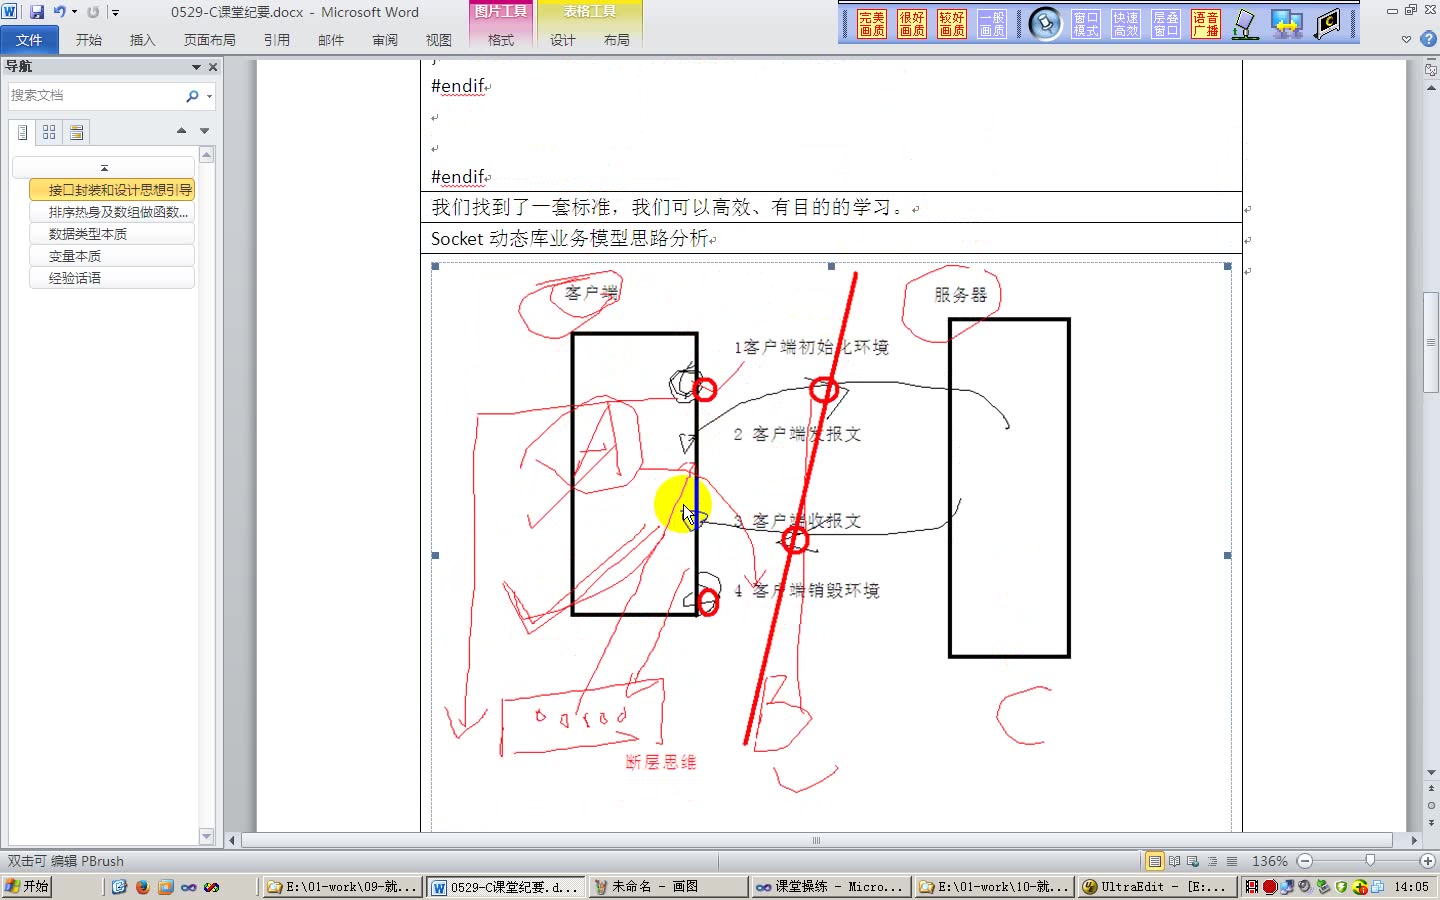 0529-C课堂纪要.docx - Microsoft Word
图片工具
表格工具
完美画质
很好画质
较好画质
一般画质
窗口模式
快速高效
层叠窗口
语音广播
文件
开始
插入
页面布局
引用
邮件
审阅
视图
格式
设计
布局
导航
搜索文档
接口封装和设计思想引导
排序热身及数组做函数...
数据类型本质
变量本质
经验话语
#endif
#endif
我们找到了一套标准，我们可以高效、有目的的学习。
Socket 动态库业务模型思路分析
客户端
服务器
1客户端初始化环境
2 客户端发报文
3 客户端收报文
4 客户端销毁环境
A
B
C
断层思维
双击可 编辑 PBrush
136%
开始
E:\01-work\09-就...
0529-C课堂纪要.d...
未命名 - 画图
课堂操练 - Micro...
E:\01-work\10-就...
UltraEdit - [E:...
14:05